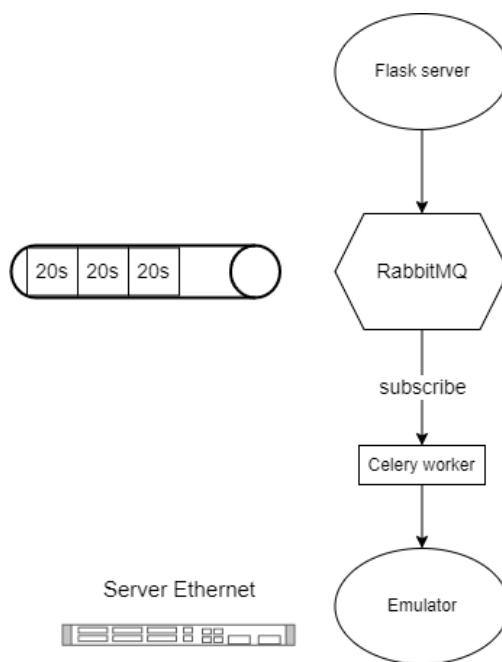 Flask server
20s 20s 20s
RabbitMQ
subscribe
Celery worker
Server Ethernet
Emulator